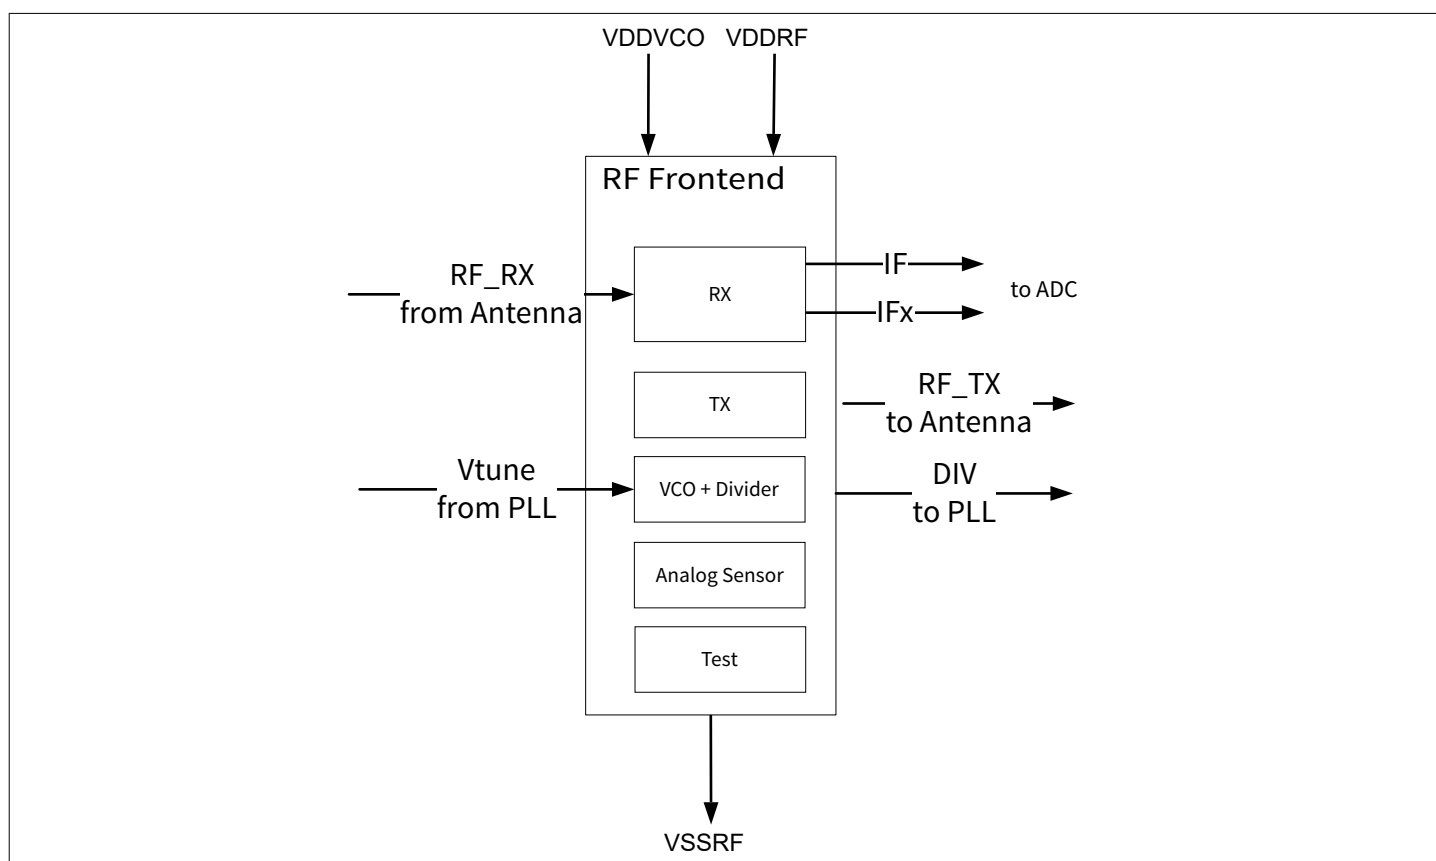 VDDVCO VDDRF
RF Frontend
RF_RX
from Antenna
RX
IF
IFx
to ADC
TX
RF_TX
to Antenna
Vtune
from PLL
VCO + Divider
DIV
to PLL
Analog Sensor
Test
VSSRF